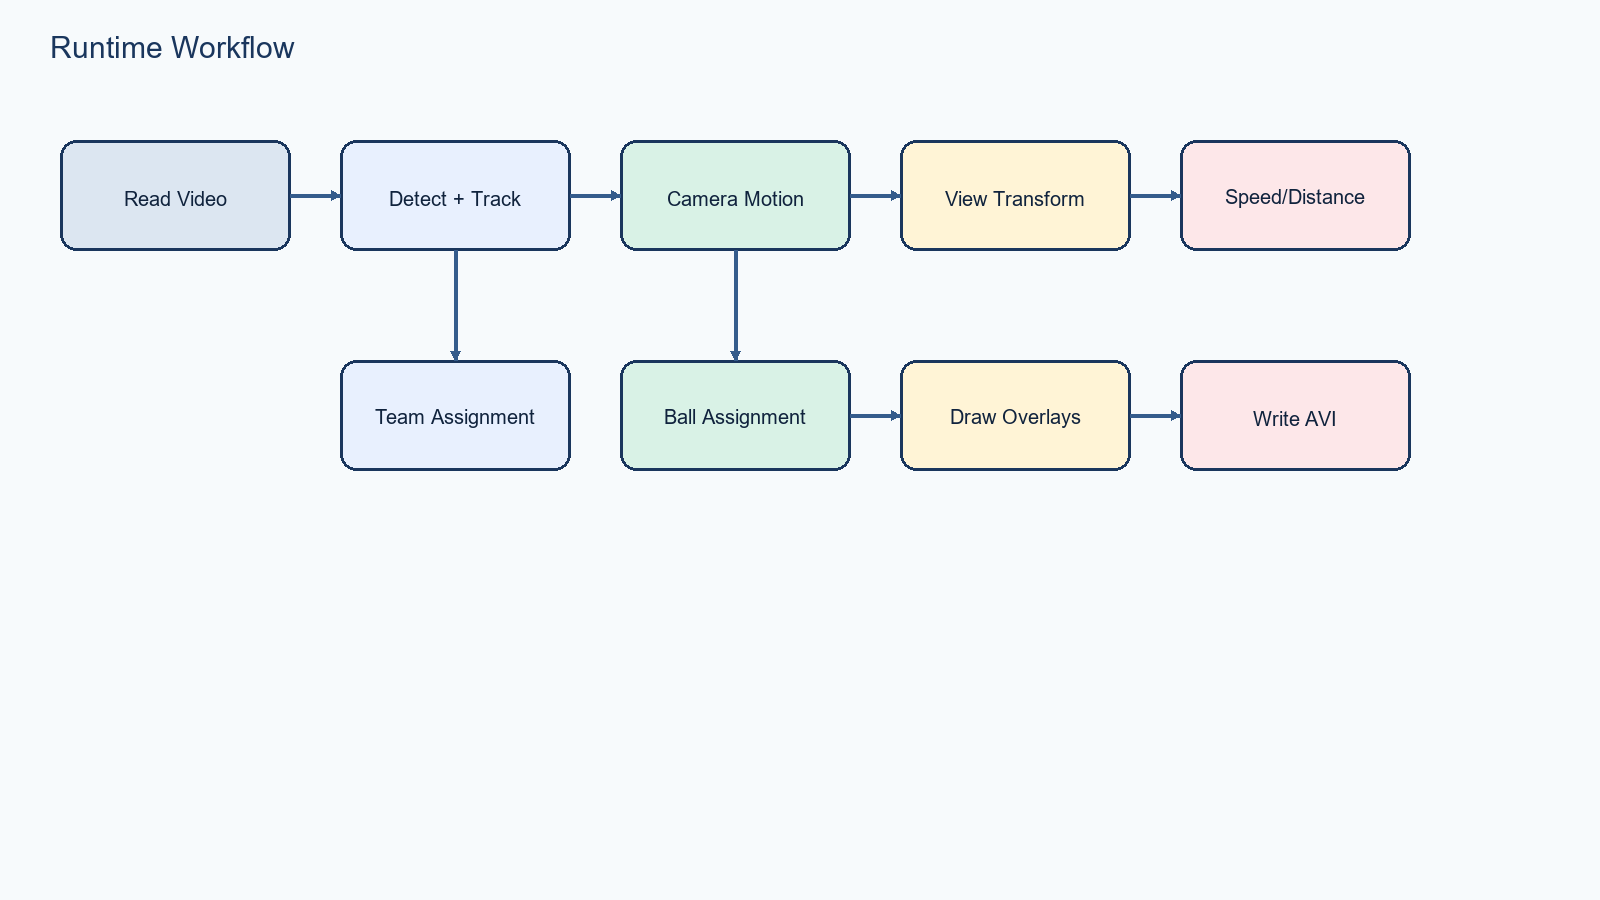 Runtime Workflow
Read Video
Detect + Track
Camera Motion
View Transform
Speed/Distance
Team Assignment
Ball Assignment
Draw Overlays
Write AVI